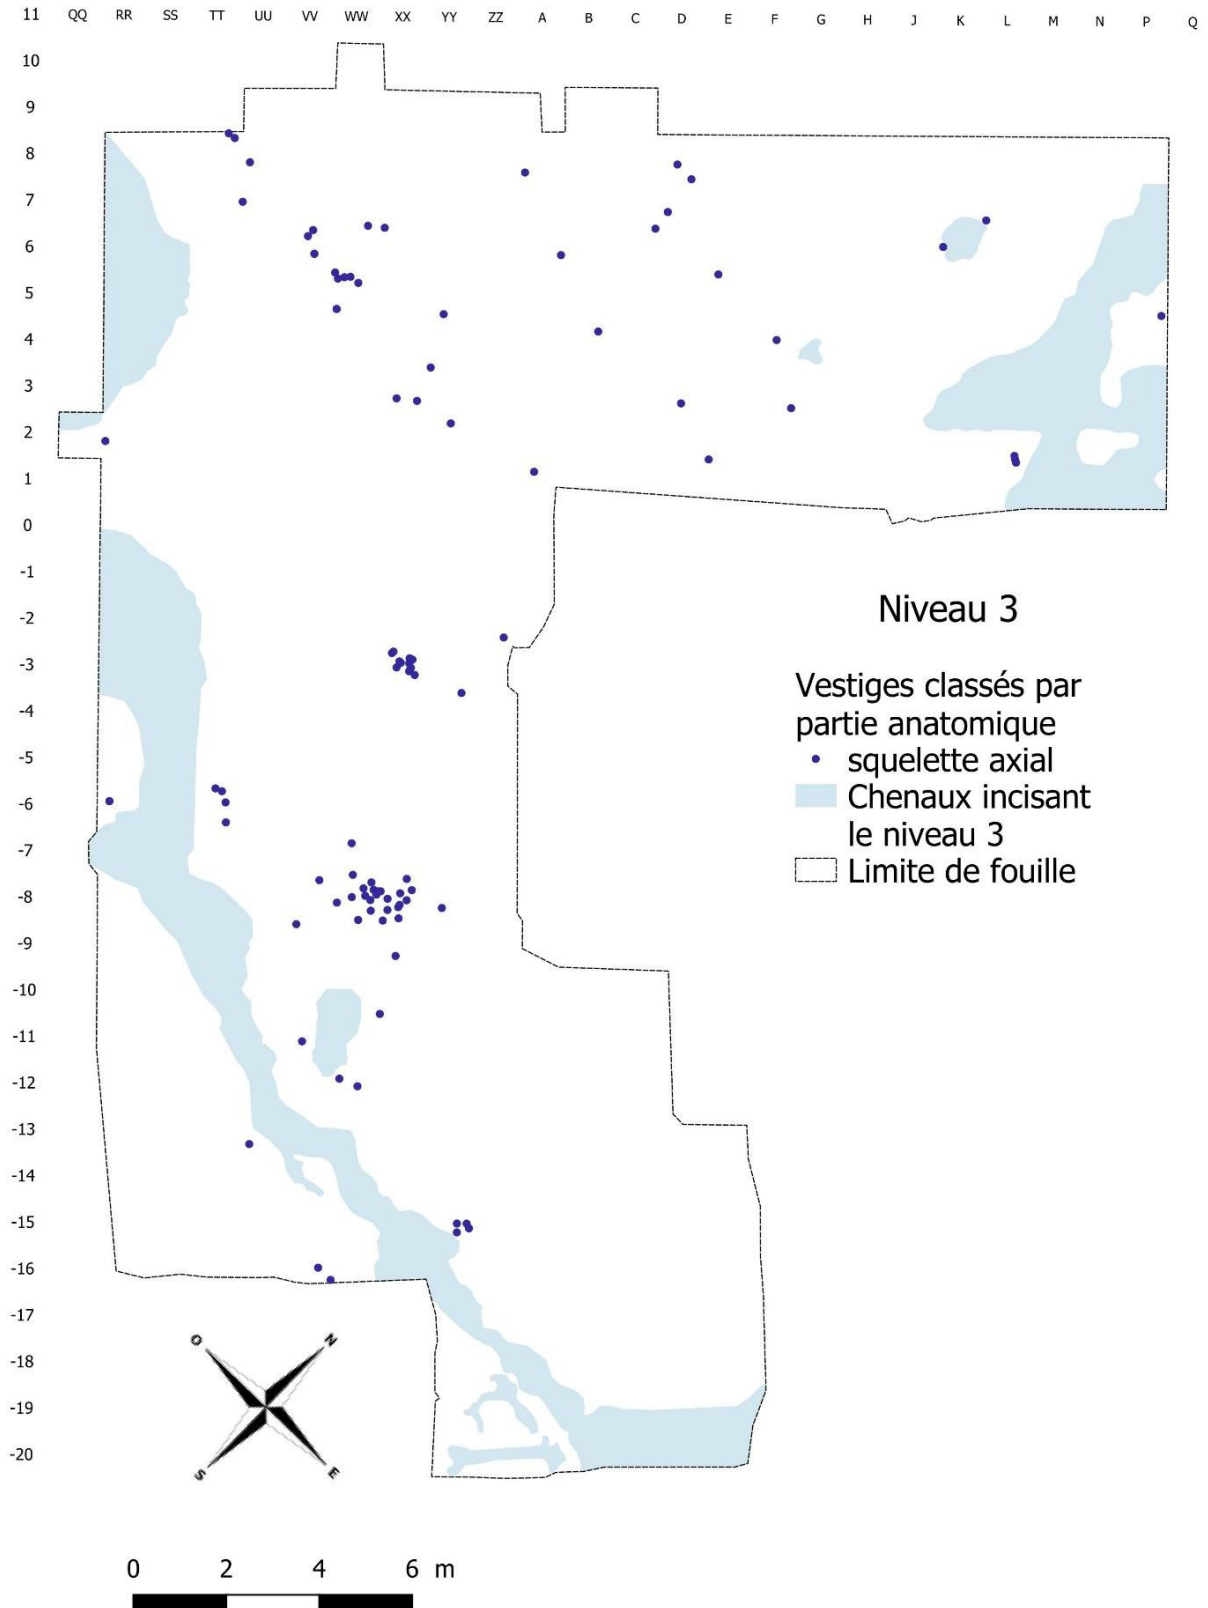 11 QQ RR SS TT UU VV WW XX YY ZZ A B C D E F G H J K L M N P Q
10
9
8
7
6
5
4
3
2
1
0
-1
-2
-3
-4
-5
-6
-7
-8
-9
-10
-11
-12
-13
-14
-15
-16
-17
-18
-19
-20
Niveau 3
Vestiges classés par
partie anatomique
squelette axial
Chenaux incisant
le niveau 3
Limite de fouille
O N
S E
0 2 4 6 m